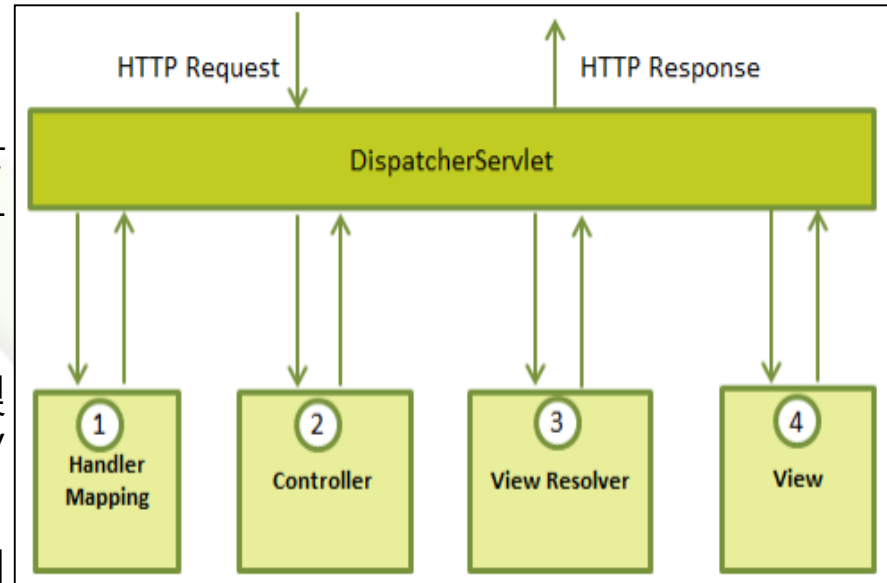 HTTP Request
HTTP Response
DispatcherServlet
1
2
3
4
Handler
Mapping
Controller
View Resolver
View